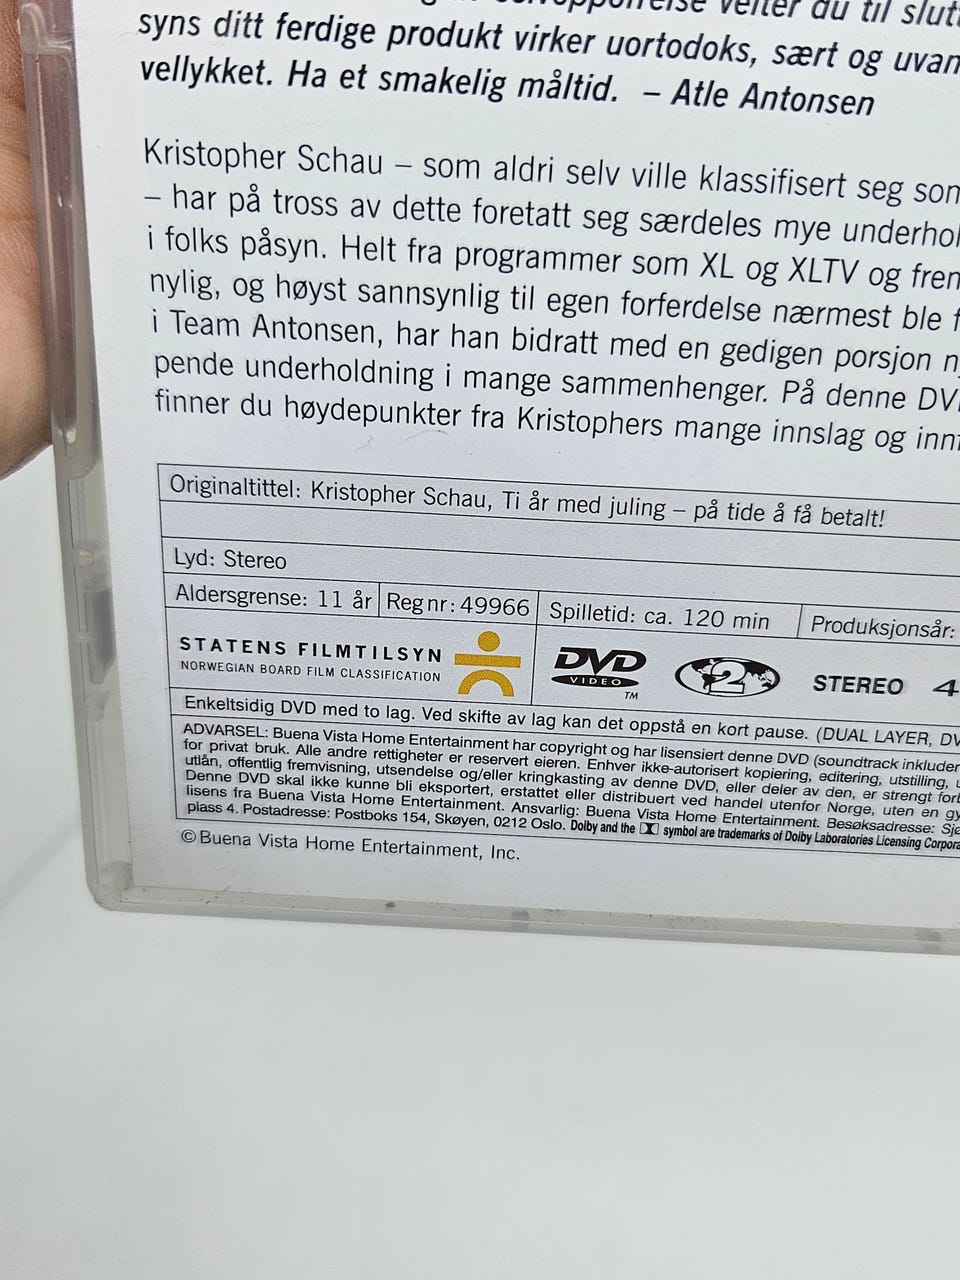 velter du til
syns ditt ferdige produkt virker uortodoks, sært og
vellykket. Ha et smakelig måltid. – Atle Antonsen
Kristopher Schau – som aldri selv ville klassifisert seg som
– har på tross av dette foretatt seg særdeles mye
i folks påsyn. Helt fra programmer som XL og XLTV og
nylig, og høyst sannsynlig til egen forferdelse nærmest ble
i Team Antonsen, har han bidratt med en gedigen porsjon
pende underholdning i mange sammenhenger. På denne
finner du høydepunkter fra Kristophers mange innslag og
Originaltittel: Kristopher Schau, Ti år med juling – på tide å få betalt!
Lyd: Stereo
Aldersgrense: 11 år Reg nr: 49966 Spilletid: ca. 120 min Produksjonsår:
STATENS FILMTILSYN
NORWEGIAN BOARD FILM CLASSIFICATION
DVD VIDEO TM 2 STEREO 4
Enkeltsidig DVD med to lag. Ved skifte av lag kan det oppstå en kort pause. (DUAL LAYER,
ADVARSEL: Buena Vista Home Entertainment har copyright og har lisensiert denne DVD (soundtrack
for privat bruk. Alle andre rettigheter er reservert eieren. Enhver ikke-autorisert kopiering, editering, utstilling,
utlån, offentlig fremvisning, utsendelse og/eller kringkasting av denne DVD, eller deler av den, er strengt
Denne DVD skal ikke kunne bli eksportert, erstattet eller distribuert ved handel utenfor Norge, uten en
lisens fra Buena Vista Home Entertainment. Ansvarlig: Buena Vista Home Entertainment. Besøksadresse:
plass 4. Postadresse: Postboks 154, Skøyen, 0212 Oslo. Dolby and the symbol are trademarks of Dolby Laboratories Licensing
© Buena Vista Home Entertainment, Inc.